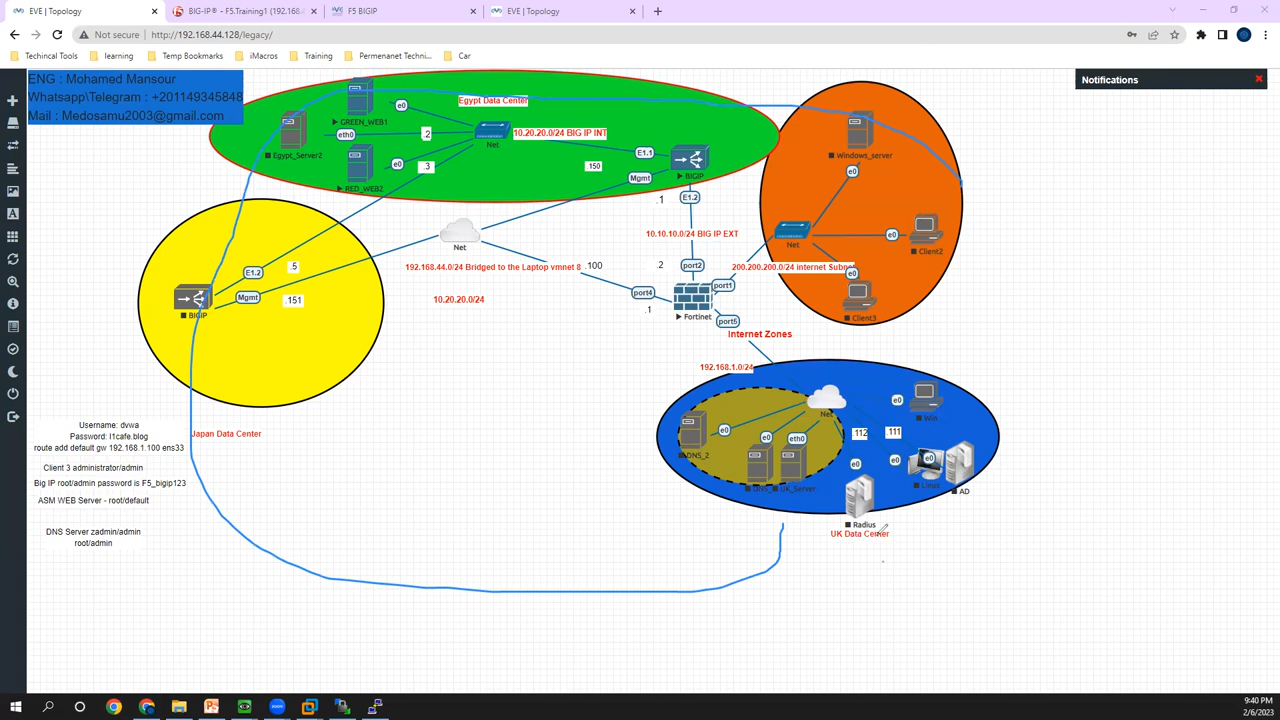 EVE | Topology
BIG-IP® - F5.Training1 (192.168.
F5 BIGIP
EVE | Topology
Not secure | http://192.168.44.128/legacy/
Techincal Tools
learning
Temp Bookmarks
iMacros
Training
Permenanet Techni...
Car
ENG : Mohamed Mansour
Whatsapp\Telegram : +201149345848
Mail : Medosamu2003@gmail.com
Notifications
Egypt Data Center
GREEN_WEB1
e0
Egypt_Server2
eth0
.2
Net
10.20.20.0/24 BIG IP INT
RED_WEB2
e0
.3
E1.1
.150
Mgmt
BIGIP
E1.2
.1
Windows_server
e0
Net
e0
Client2
e0
Client3
10.10.10.0/24 BIG IP EXT
Net
192.168.44.0/24 Bridged to the Laptop vmnet 8
.100
.2
port2
200.200.200.0/24 internet Subnet
port1
port4
.1
Fortinet
port5
Internet Zones
E1.2
.5
Mgmt
.151
BIGIP
10.20.20.0/24
192.168.1.0/24
Japan Data Center
Net
e0
Win
DNS_2
e0
e0
eth0
112
.111
e0
e0
e0
Linux
AD
UK_Server
Radius
UK Data Center
Username: dvwa
Password: l1cafe.blog
route add default gw 192.168.1.100 ens33
Client 3 administrator/admin
Big IP root/admin password is F5_bigip123
ASM WEB Server - root/default
DNS Server zadmin/admin
root/admin
9:40 PM
2/6/2023